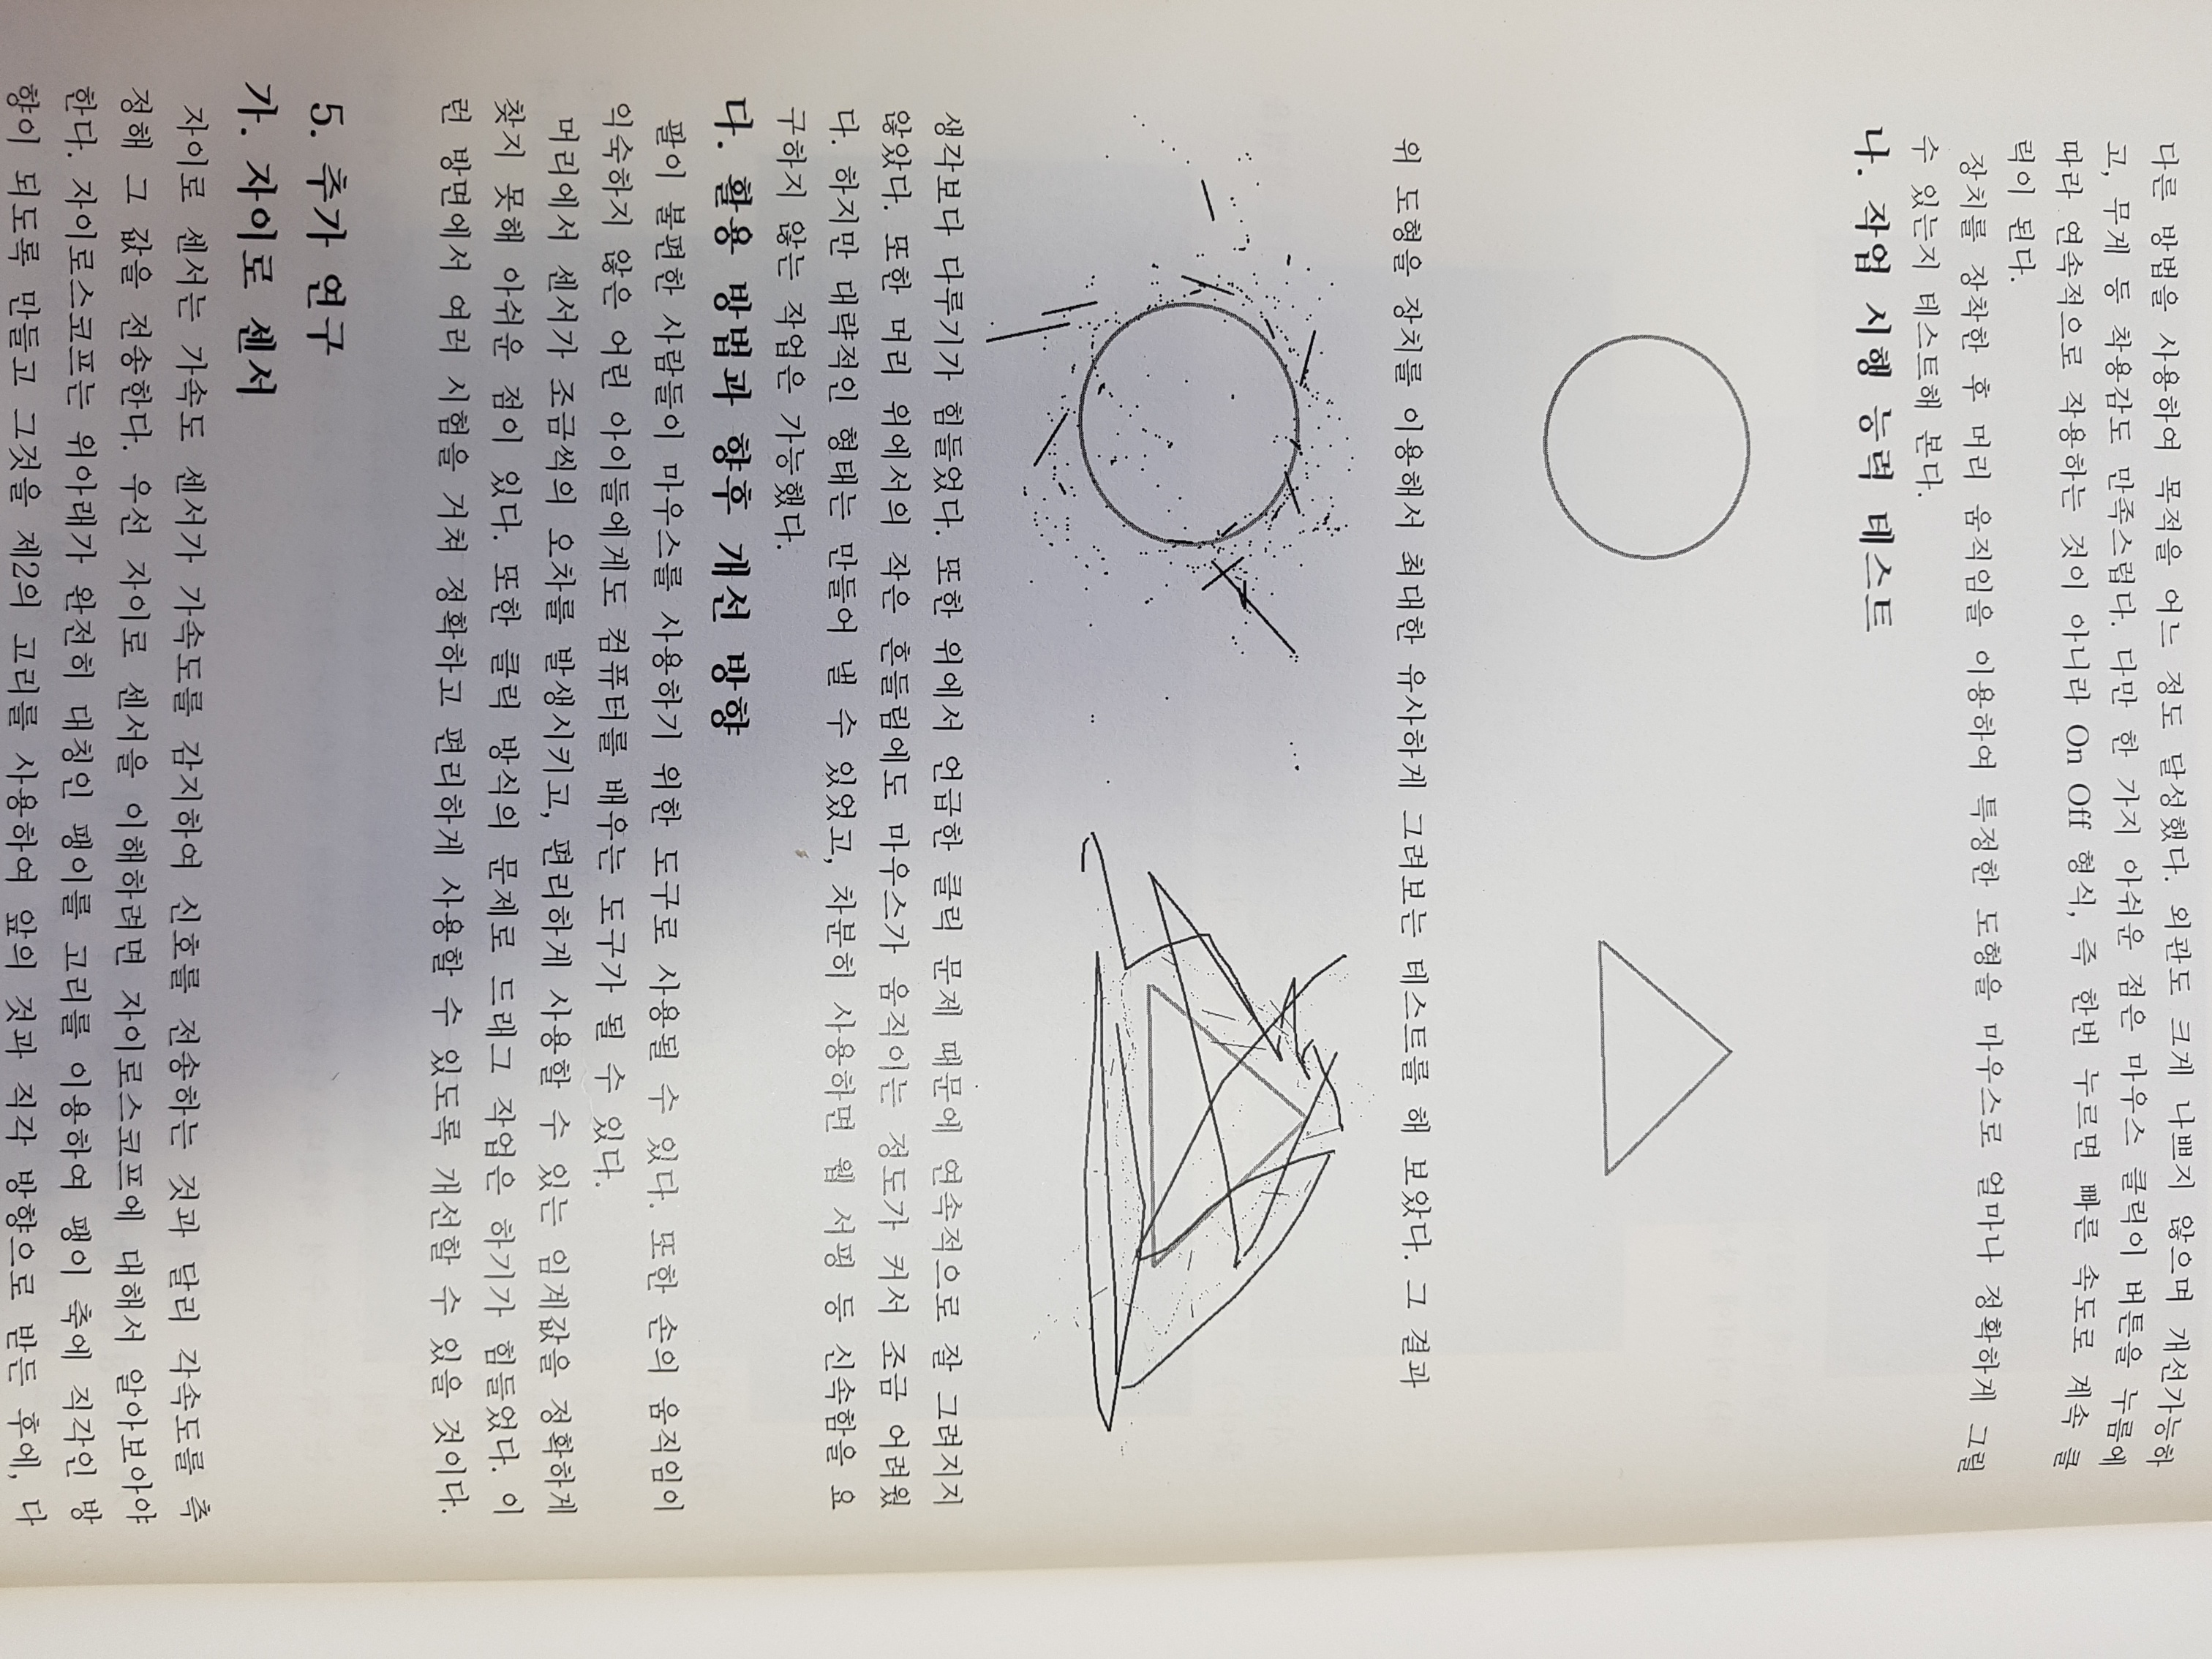 다른 방법을 사용하여 목적을 어느 정도 달성했다. 외관도 크게 나쁘지 않으며 개선가능하
고, 무게 등 착용감도 만족스럽다. 다만 한 가지 아쉬운 점은 마우스 클릭이 버튼을 누름에
따라 연속적으로 작용하는 것이 아니라 On Off 형식, 즉 한번 누르면 빠른 속도로 계속 클
릭이 된다.
장치를 장착한 후 머리 움직임을 이용하여 특정한 도형을 마우스로 얼마나 정확하게 그릴
수 있는지 테스트해 본다.
나. 작업 시행 능력 테스트
위 도형을 장치를 이용해서 최대한 유사하게 그려보는 테스트를 해 보았다. 그 결과
생각보다 다루기가 힘들었다. 또한 위에서 언급한 클릭 문제 때문에 연속적으로 잘 그려지지
않았다. 또한 머리 위에서의 작은 흔들림에도 마우스가 움직이는 정도가 커서 조금 어려웠
다. 하지만 대략적인 형태는 만들어 낼 수 있었고, 차분히 사용하면 웹 서핑 등 신속함을 요
구하지 않는 작업은 가능했다.
다. 활용 방법과 향후 개선 방향
팔이 불편한 사람들이 마우스를 사용하기 위한 도구로 사용될 수 있다. 또한 손의 움직임이
익숙하지 않은 어린 아이들에게도 컴퓨터를 배우는 도구가 될 수 있다.
머리에서 센서가 조금씩의 오차를 발생시키고, 편리하게 사용할 수 있는 임계값을 정확하게
찾지 못해 아쉬운 점이 있다. 또한 클릭 방식의 문제로 드래그 작업은 하기가 힘들었다. 이
런 방면에서 여러 시험을 거쳐 정확하고 편리하게 사용할 수 있도록 개선할 수 있을 것이다.
5. 추가 연구
가. 자이로 센서
자이로 센서는 가속도 센서가 가속도를 감지하여 신호를 전송하는 것과 달리 각속도를 측
정해 그 값을 전송한다. 우선 자이로 센서을 이해하려면 자이로스코프에 대해서 알아보아야
한다. 자이로스코프는 위아래가 완전히 대칭인 팽이를 고리를 이용하여 팽이 축에 직각인 방
향이 되도록 만들고 그것을 제2의 고리를 사용하여 앞의 것과 직각 방향으로 받든 후에, 다